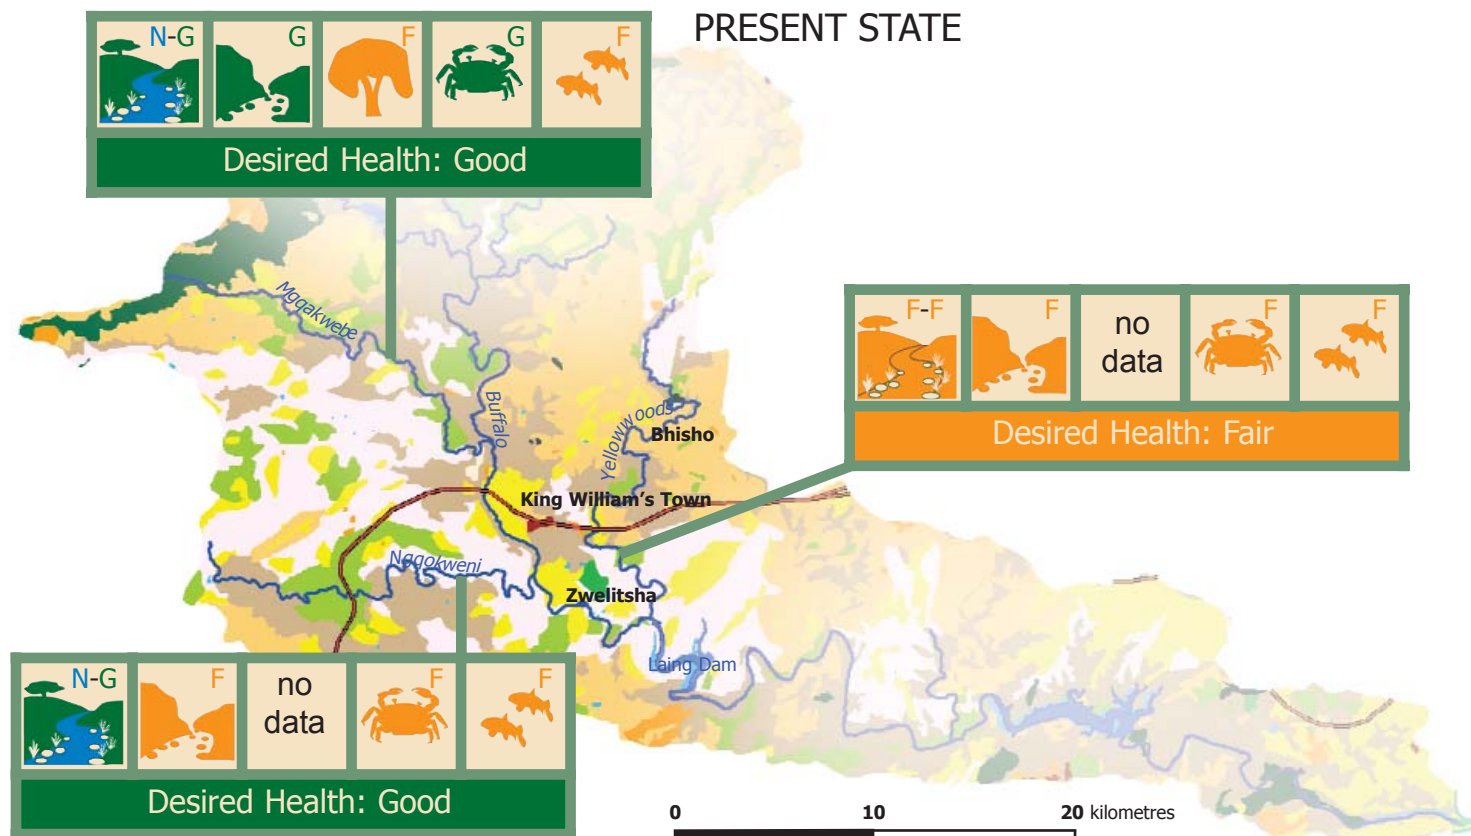 PRESENT STATE
N-G G F G F
Desired Health: Good
Mgqakwebe
Buffalo
Yellowwoods
Bhisho
F-F F no data F F
Desired Health: Fair
King William's Town
Ngqokweni
Zwelitsha
Laing Dam
N-G F no data F F
Desired Health: Good
0 10 20 kilometres